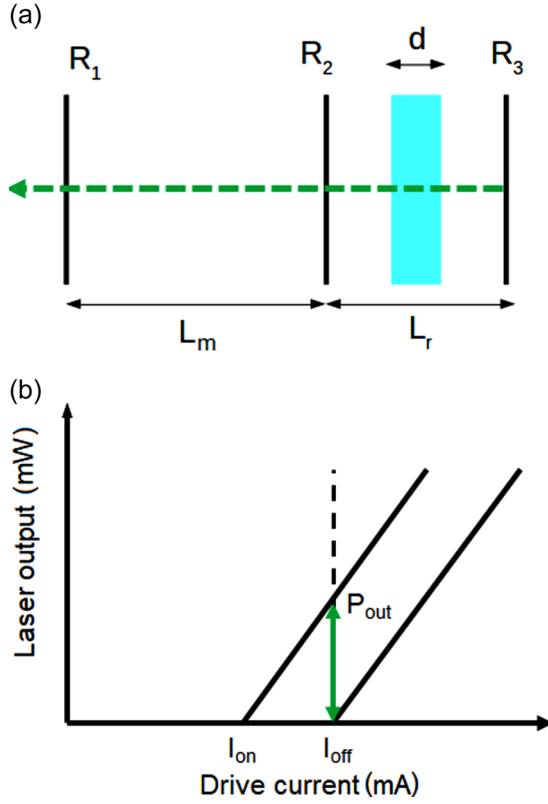 (a)
d
R1 R2 R3
Lm Lr
(b)
Laser output (mW)
Pout
Ion Ioff
Drive current (mA)